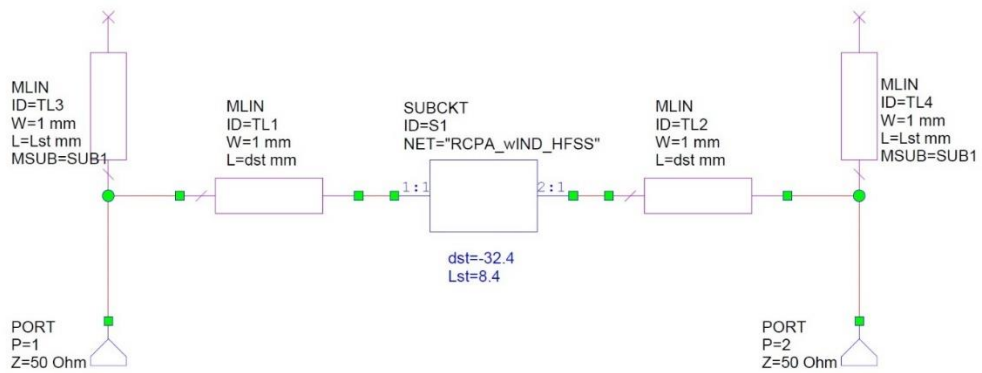 MLIN
ID=TL3
W=1 mm
L=Lst mm
MSUB=SUB1
MLIN
ID=TL1
W=1 mm
L=dst mm
SUBCKT
ID=S1
NET="RCPA_wIND_HFSS"
MLIN
ID=TL2
W=1 mm
L=dst mm
MLIN
ID=TL4
W=1 mm
L=Lst mm
MSUB=SUB1
1:1
2:1
dst=-32.4
Lst=8.4
PORT
P=1
Z=50 Ohm
PORT
P=2
Z=50 Ohm